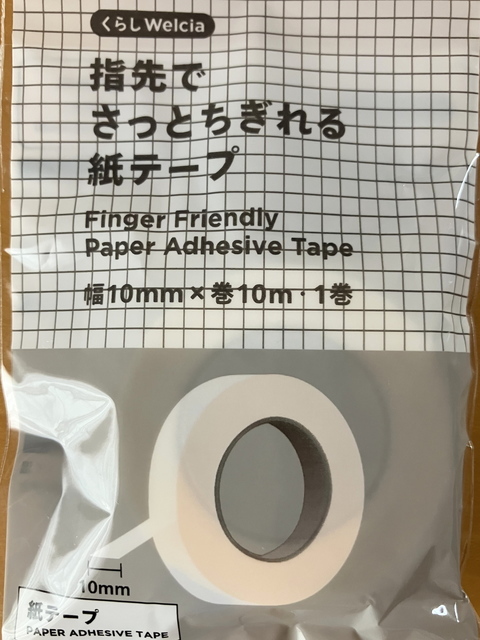 くらしWelcia
指先で
さっとちぎれる
紙テープ
Finger Friendly
Paper Adhesive Tape
幅10mm×巻10m・1巻
10mm
紙テープ
PAPER ADHESIVE TAPE